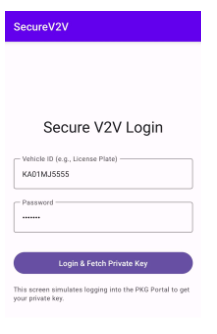 SecureV2V
Secure V2V Login
Vehicle ID (e.g., License Plate)
KA01MJ5555
Password
•••••••
Login & Fetch Private Key
This screen simulates logging into the PKG Portal to get
your private key.